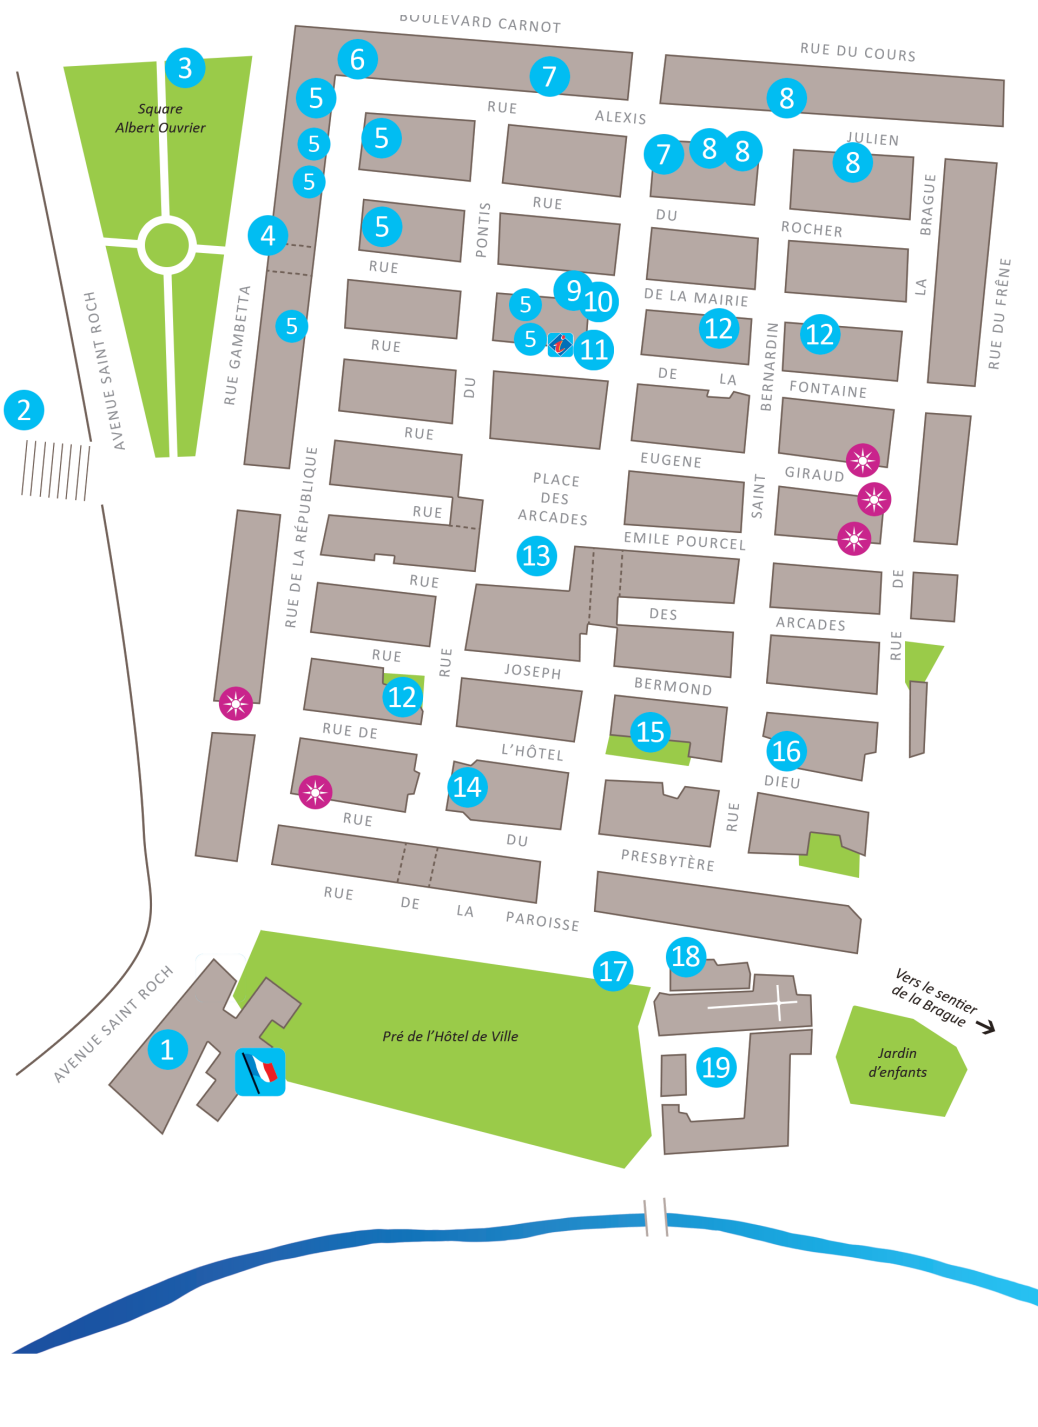 BOULEVARD CARNOT
RUE DU COURS
3
6
7
8
Square
Albert Ouvrier
5
RUE
ALEXIS
JULIEN
5
5
7
8
8
8
5
BRAGUE
RUE
DU
ROCHER
4
5
PONTIS
RUE
DE LA MAIRIE
LA
RUE DU FRÊNE
5
9
10
5
RUE GAMBETTA
AVENUE SAINT ROCH
RUE
5
11
12
12
BERNARDIN
2
DU
DE
LA
FONTAINE
RUE
EUGENE
GIRAUD
PLACE
DES
ARCADES
SAINT
RUE DE LA RÉPUBLIQUE
RUE
13
EMILE POURCEL
RUE
DE
DES
ARCADES
RUE
RUE
RUE
JOSEPH
BERMOND
12
RUE DE
L'HÔTEL
15
16
DIEU
14
RUE
RUE
DU
PRESBYTÈRE
RUE
DE
LA
PAROISSE
17
18
AVENUE SAINT ROCH
Vers le sentier
de la Brague
1
Pré de l'Hôtel de Ville
19
Jardin
d'enfants